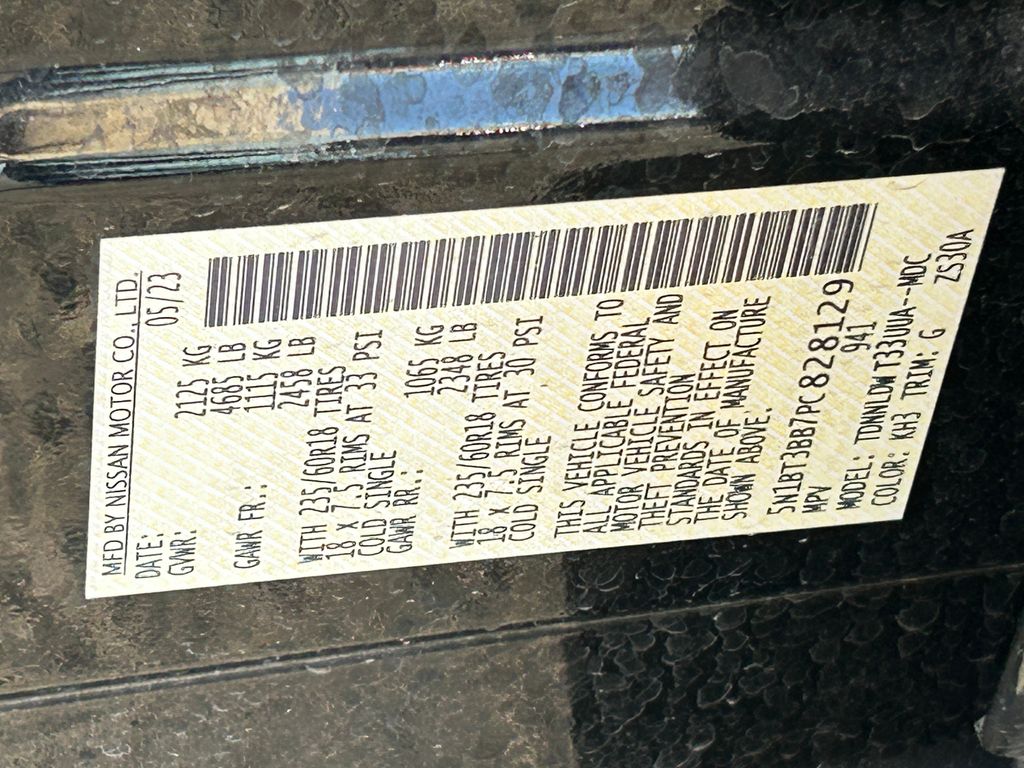 MFD BY NISSAN MOTOR CO., LTD.
DATE: 05/23
GVWR: 2125 KG
4685 LB
GAWR FR.: 1115 KG
2458 LB
WITH 235/60R18 TIRES
18 X 7.5 RIMS AT 33 PSI
COLD SINGLE
GAWR RR.: 1065 KG
2348 LB
WITH 235/60R18 TIRES
18 X 7.5 RIMS AT 30 PSI
COLD SINGLE
THIS VEHICLE CONFORMS TO
ALL APPLICABLE FEDERAL
MOTOR VEHICLE SAFETY AND
THEFT PREVENTION
STANDARDS IN EFFECT ON
THE DATE OF MANUFACTURE
SHOWN ABOVE.
5N1BT3BB7PC828129
MPV 941
MODEL: TDNNLDWT33UUA-MDC
COLOR: KH3 TRIM: G ZS30A